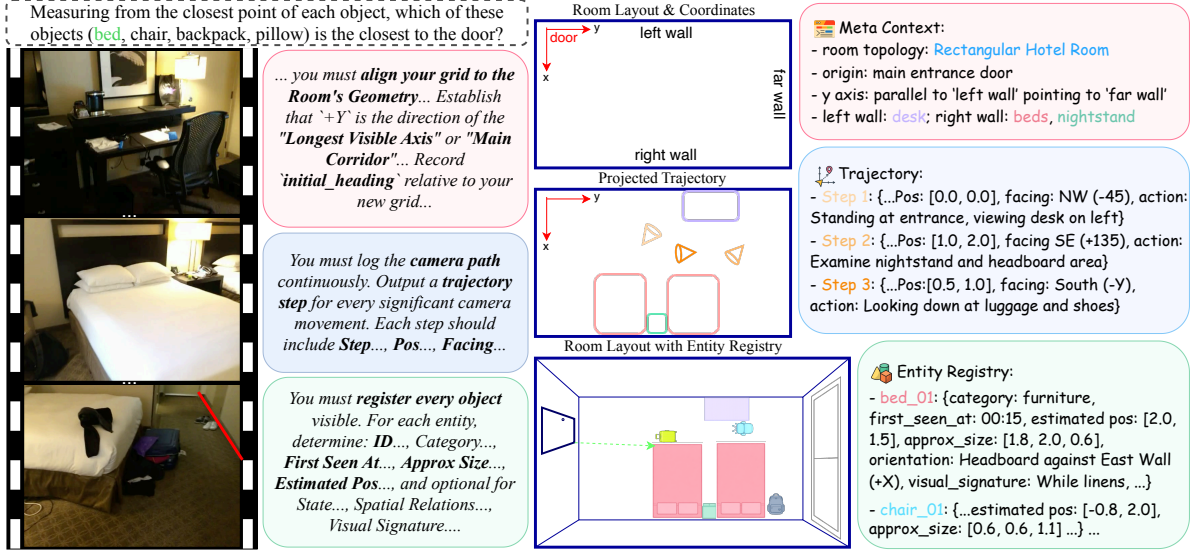 Measuring from the closest point of each object, which of these
objects (bed, chair, backpack, pillow) is the closest to the door?
...
...
... you must align your grid to the
Room's Geometry... Establish
that `+Y` is the direction of the
"Longest Visible Axis" or "Main
Corridor"... Record
`initial_heading` relative to your
new grid...
You must log the camera path
continuously. Output a trajectory
step for every significant camera
movement. Each step should
include Step..., Pos..., Facing...
You must register every object
visible. For each entity,
determine: ID..., Category...,
First Seen At..., Approx Size...,
Estimated Pos..., and optional for
State..., Spatial Relations...,
Visual Signature....
Room Layout & Coordinates
door
y
x
left wall
far wall
right wall
Projected Trajectory
y
x
Room Layout with Entity Registry
Meta Context:
- room topology: Rectangular Hotel Room
- origin: main entrance door
- y axis: parallel to 'left wall' pointing to 'far wall'
- left wall: desk; right wall: beds, nightstand
Trajectory:
- Step 1: {...Pos: [0.0, 0.0], facing: NW (-45), action:
Standing at entrance, viewing desk on left}
- Step 2: {...Pos: [1.0, 2.0], facing SE (+135), action:
Examine nightstand and headboard area}
- Step 3: {...Pos:[0.5, 1.0], facing: South (-Y),
action: Looking down at luggage and shoes}
Entity Registry:
- bed_01: {category: furniture,
first_seen_at: 00:15, estimated pos: [2.0,
1.5], approx_size: [1.8, 2.0, 0.6],
orientation: Headboard against East Wall
(+X), visual_signature: While linens, ...}
- chair_01: {...estimated pos: [-0.8, 2.0],
approx_size: [0.6, 0.6, 1.1] ...} ...